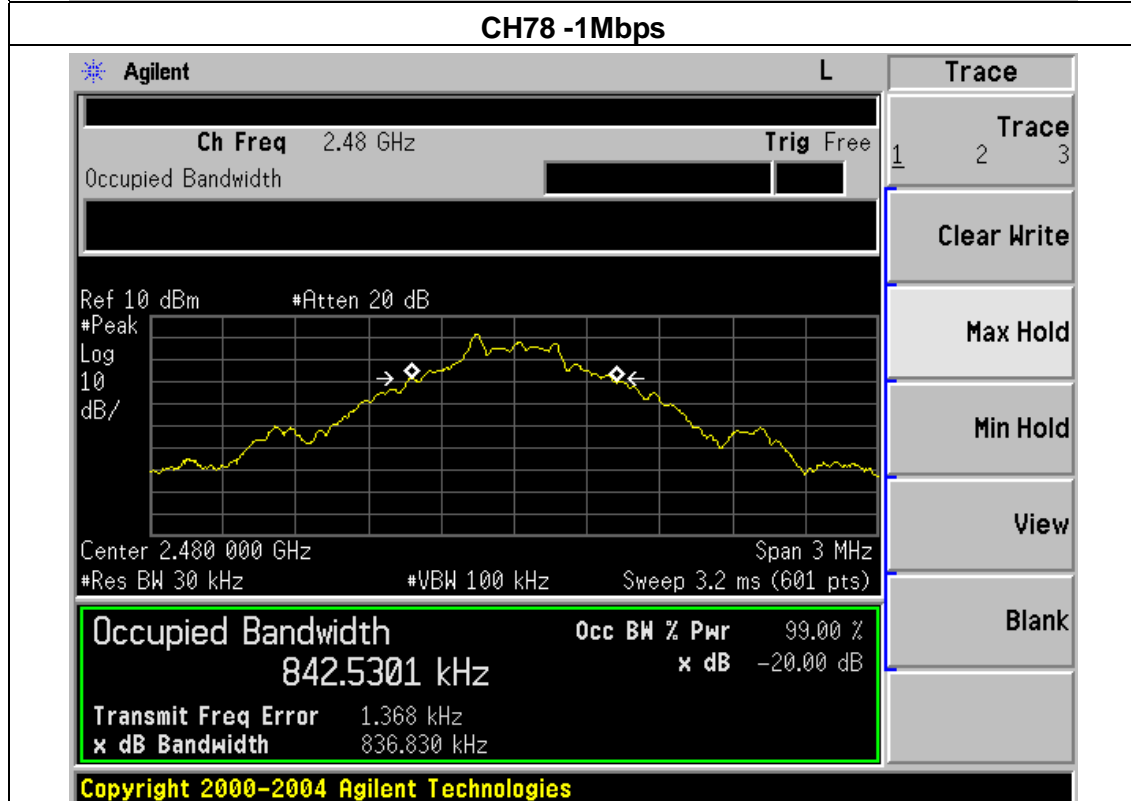 CH78 -1Mbps
Agilent L Trace
Ch Freq 2.48 GHz Trig Free
Occupied Bandwidth
Trace
1 2 3
Clear Write
Max Hold
Min Hold
View
Blank
Ref 10 dBm #Atten 20 dB
#Peak
Log
10
dB/
Center 2.480 000 GHz Span 3 MHz
#Res BW 30 kHz #VBW 100 kHz Sweep 3.2 ms (601 pts)
Occupied Bandwidth Occ BW % Pwr 99.00 %
842.5301 kHz x dB -20.00 dB
Transmit Freq Error 1.368 kHz
x dB Bandwidth 836.830 kHz
Copyright 2000-2004 Agilent Technologies